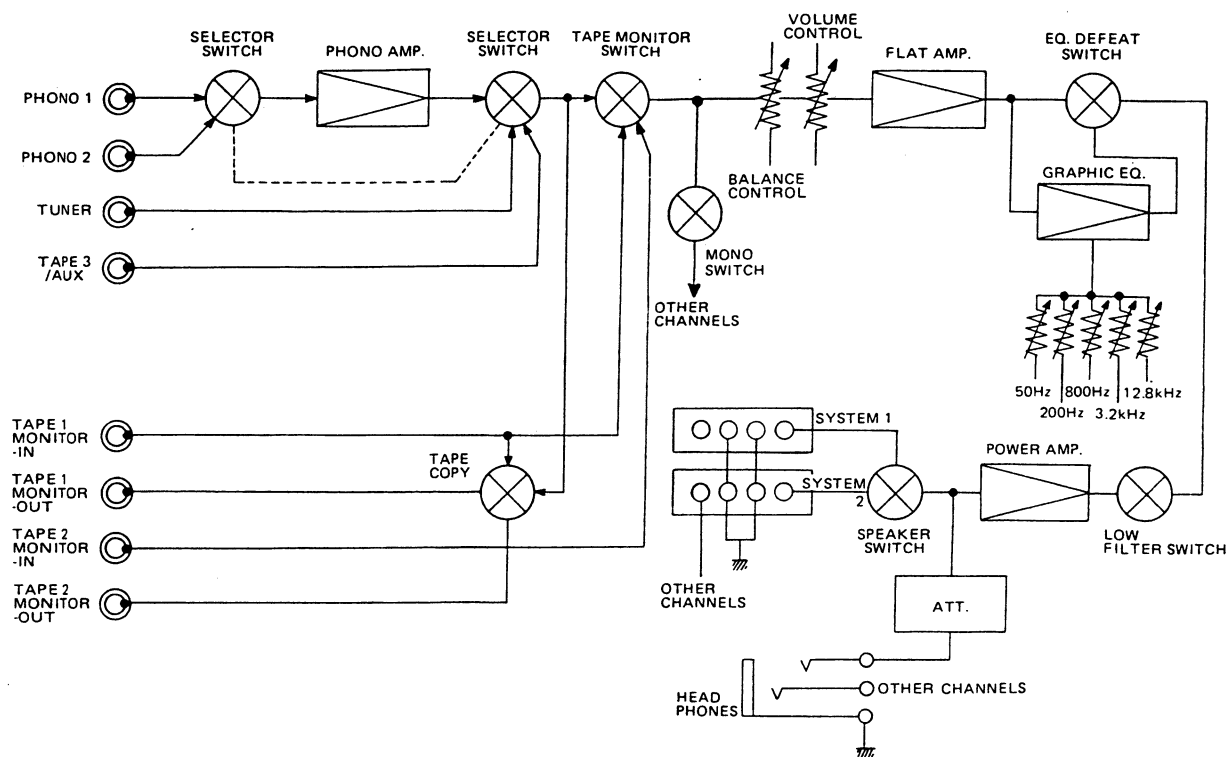 SELECTOR
SWITCH
PHONO AMP.
SELECTOR
SWITCH
TAPE MONITOR
SWITCH
VOLUME
CONTROL
FLAT AMP.
EQ. DEFEAT
SWITCH
PHONO 1
PHONO 2
TUNER
TAPE 3
/AUX
BALANCE
CONTROL
GRAPHIC EQ.
MONO
SWITCH
OTHER
CHANNELS
50Hz
800Hz
12.8kHz
200Hz
3.2kHz
TAPE 1
MONITOR
-IN
TAPE 1
MONITOR
-OUT
TAPE 2
MONITOR
-IN
TAPE 2
MONITOR
-OUT
TAPE
COPY
SYSTEM 1
SYSTEM
2
SPEAKER
SWITCH
POWER AMP.
LOW
FILTER SWITCH
OTHER
CHANNELS
ATT.
HEAD
PHONES
OTHER CHANNELS